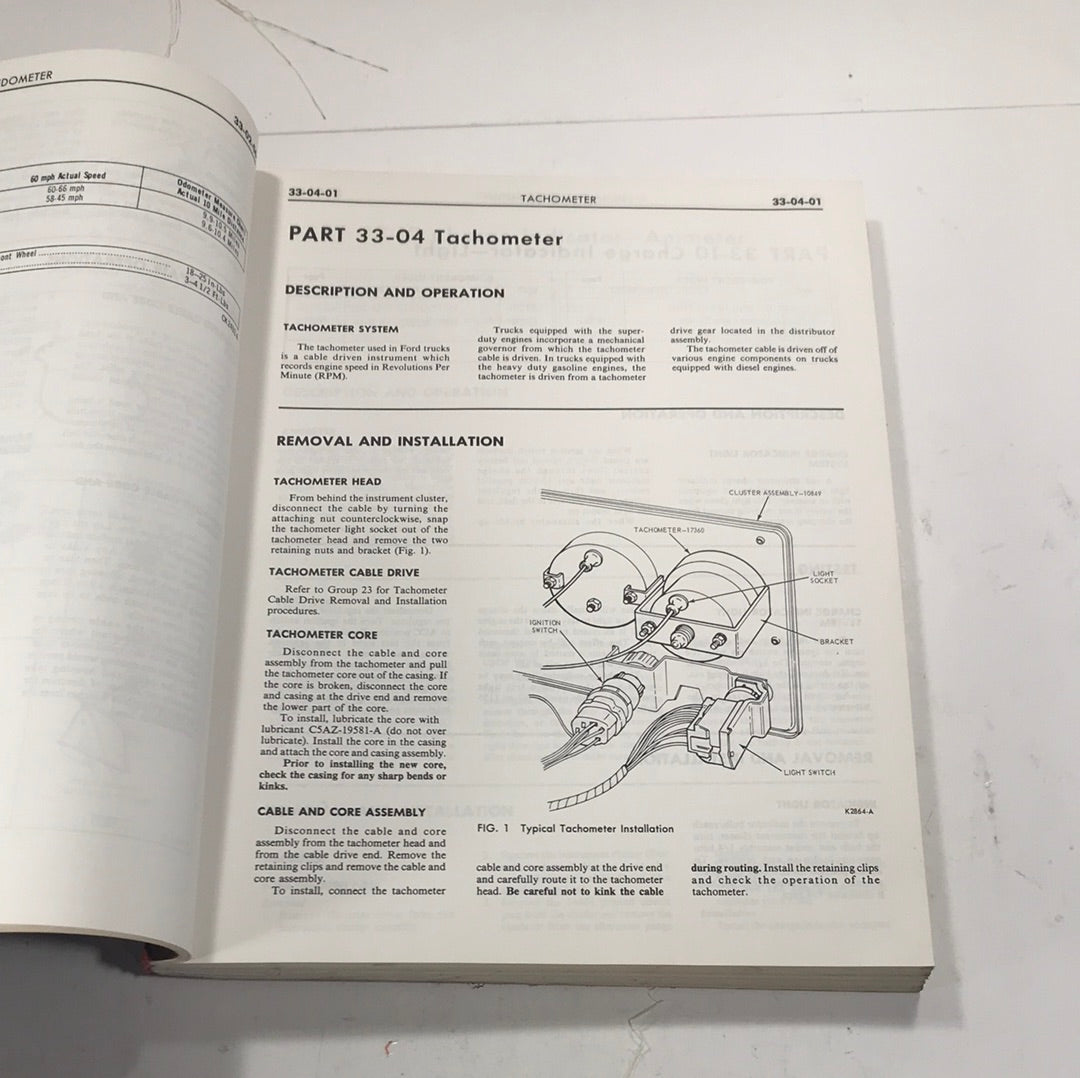 DOMETER
33-02
60 mph Actual Speed
60-66 mph
58-45 mph
Odometer
Actual 10 Mile
ont Wheel
18-25 In-Lbs
3-4 1/2 Ft-Lbs
33-04-01
TACHOMETER
33-04-01
PART 33-04 Tachometer
DESCRIPTION AND OPERATION
TACHOMETER SYSTEM
The tachometer used in Ford trucks
is a cable driven instrument which
records engine speed in Revolutions Per
Minute (RPM).
Trucks equipped with the super-
duty engines incorporate a mechanical
governor from which the tachometer
cable is driven. In trucks equipped with
the heavy duty gasoline engines, the
tachometer is driven from a tachometer
drive gear located in the distributor
assembly.
The tachometer cable is driven off of
various engine components on trucks
equipped with diesel engines.
REMOVAL AND INSTALLATION
TACHOMETER HEAD
From behind the instrument cluster,
disconnect the cable by turning the
attaching nut counterclockwise, snap
the tachometer light socket out of the
tachometer head and remove the two
retaining nuts and bracket (Fig. 1).
TACHOMETER CABLE DRIVE
Refer to Group 23 for Tachometer
Cable Drive Removal and Installation
procedures.
TACHOMETER CORE
Disconnect the cable and core
assembly from the tachometer and pull
the tachometer core out of the casing. If
the core is broken, disconnect the core
and casing at the drive end and remove
the lower part of the core.
To install, lubricate the core with
lubricant C5AZ-19581-A (do not over
lubricate). Install the core in the casing
and attach the core and casing assembly.
Prior to installing the new core,
check the casing for any sharp bends or
kinks.
CABLE AND CORE ASSEMBLY
Disconnect the cable and core
assembly from the tachometer head and
from the cable drive end. Remove the
retaining clips and remove the cable and
core assembly.
To install, connect the tachometer
CLUSTER ASSEMBLY-10849
TACHOMETER-17360
LIGHT
SOCKET
IGNITION
SWITCH
BRACKET
LIGHT SWITCH
K2864-A
FIG. 1 Typical Tachometer Installation
cable and core assembly at the drive end
and carefully route it to the tachometer
head. Be careful not to kink the cable
during routing. Install the retaining clips
and check the operation of the
tachometer.